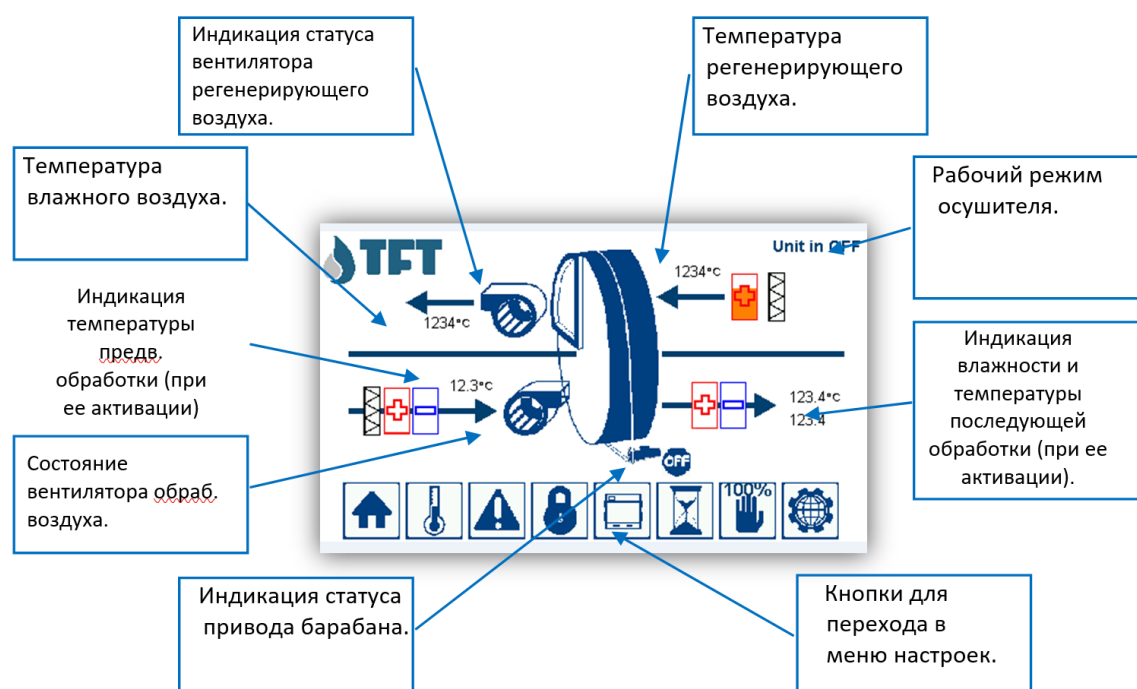 Индикация статуса
вентилятора
регенерирующего
воздуха.
Температура
регенерирующего
воздуха.
Температура
влажного воздуха.
Рабочий режим
осушителя.
TFT
Unit in OFF
1234°C
1234°C
Индикация
температуры
предв.
обработки (при
ее активации)
Индикация
влажности и
температуры
последующей
обработки (при ее
активации).
12.3°C
123.4°C
123.4
OFF
Состояние
вентилятора обраб.
воздуха.
100%
Индикация статуса
привода барабана.
Кнопки для
перехода в
меню настроек.